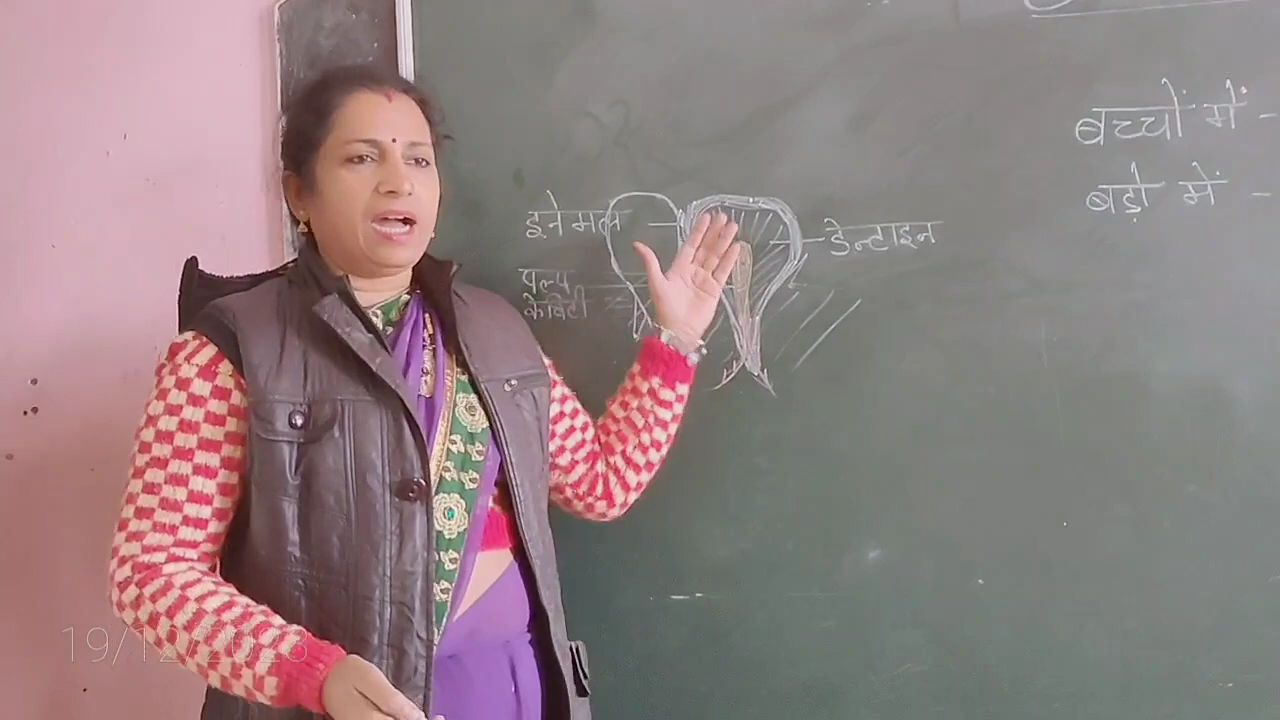 बच्चों में -
बड़ो में -
इनेमल
डेन्टाइन
पल्प
केविटी
19/12/2023